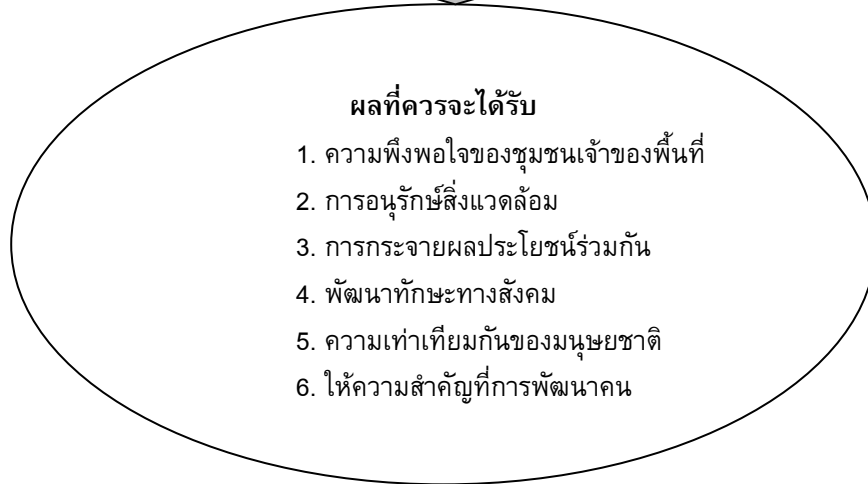 ผลที่ควรจะได้รับ
1. ความพึงพอใจของชุมชนเจ้าของพื้นที่
2. การอนุรักษ์สิ่งแวดล้อม
3. การกระจายผลประโยชน์ร่วมกัน
4. พัฒนาทักษะทางสังคม
5. ความเท่าเทียมกันของมนุษยชาติ
6. ให้ความสำคัญที่การพัฒนาคน